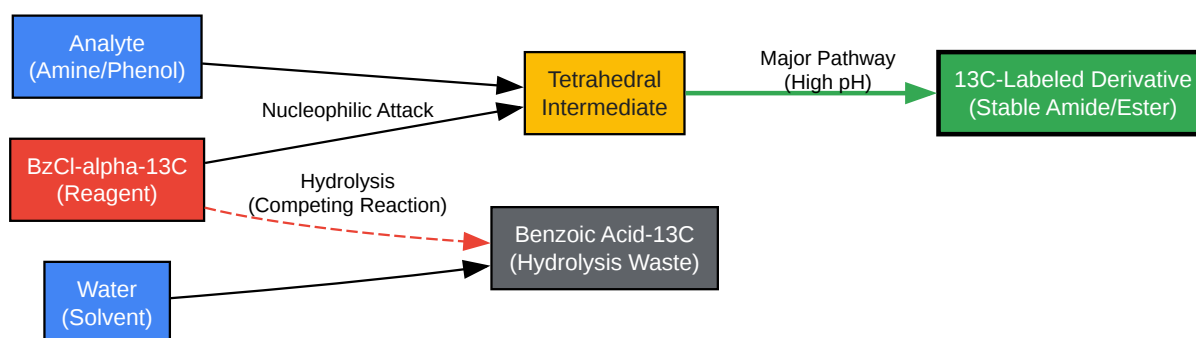 Analyte
(Amine/Phenol)
Nucleophilic Attack
BzCl-alpha-13C
(Reagent)
Hydrolysis
(Competing Reaction)
Water
(Solvent)
Tetrahedral
Intermediate
Benzoic Acid-13C
(Hydrolysis Waste)
Major Pathway
(High pH)
13C-Labeled Derivative
(Stable Amide/Ester)